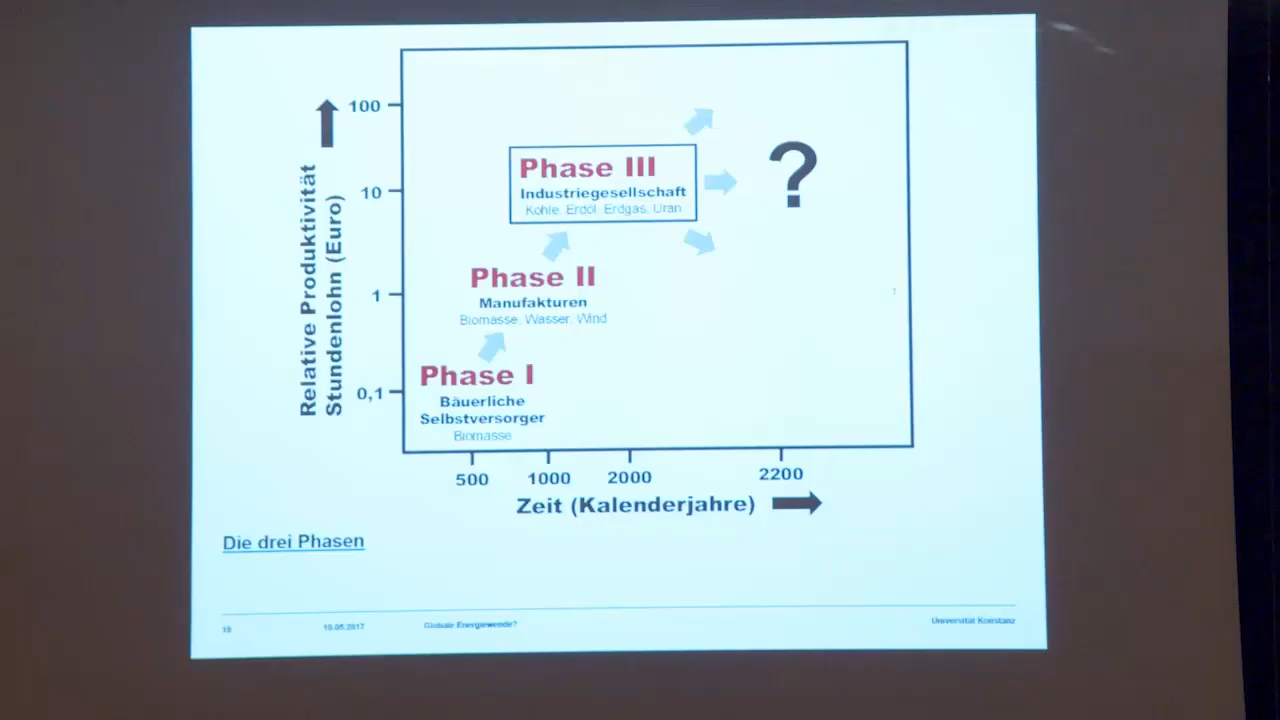 100
10
1
0,1
Relative Produktivität
Stundenlohn (Euro)
Phase III
Industriegesellschaft
Kohle, Erdöl, Erdgas, Uran
?
Phase II
Manufakturen
Biomasse, Wasser, Wind
Phase I
Bäuerliche
Selbstversorger
Biomasse
500 1000 2000 2200
Zeit (Kalenderjahre)
Die drei Phasen
19 10.05.2017 Globale Energiewende? Universität Konstanz